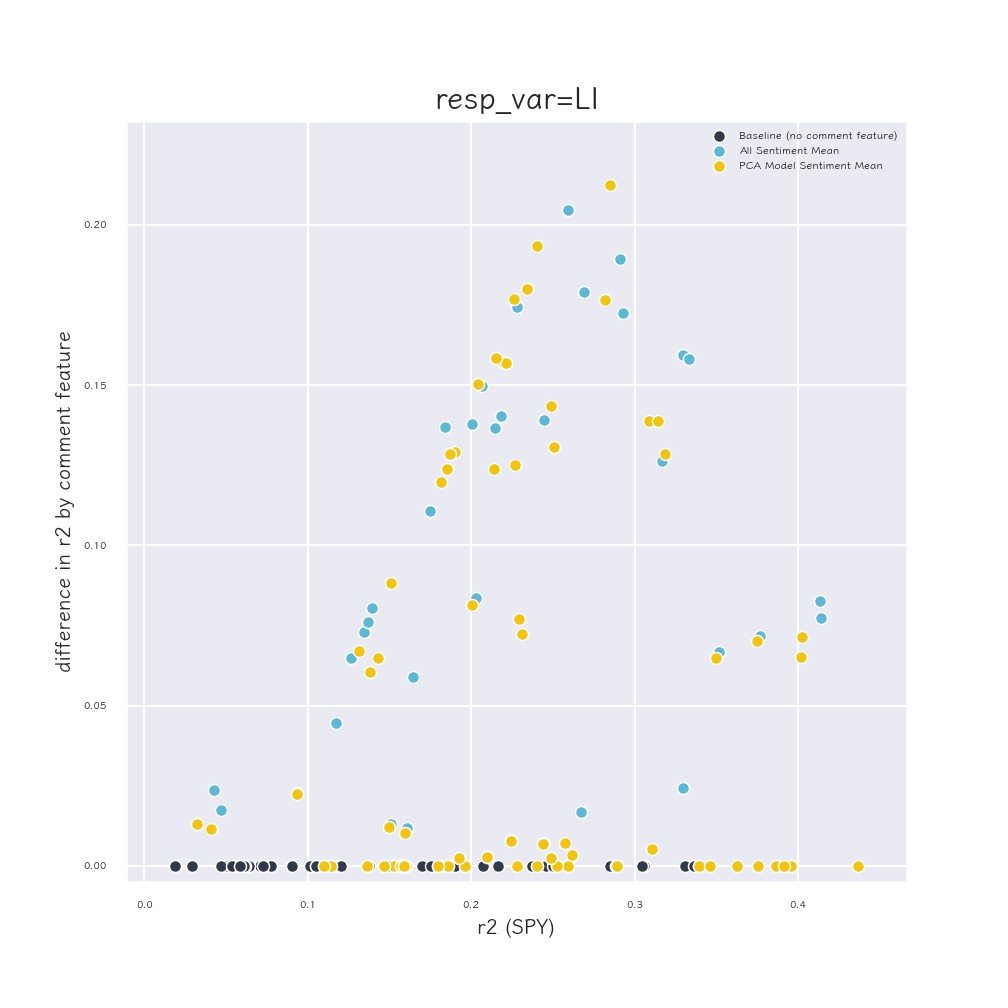 resp_var=LI
Baseline (no comment feature)
All Sentiment Mean
PCA Model Sentiment Mean
difference in r2 by comment feature
0.20
0.15
0.10
0.05
0.00
0.0 0.1 0.2 0.3 0.4
r2 (SPY)